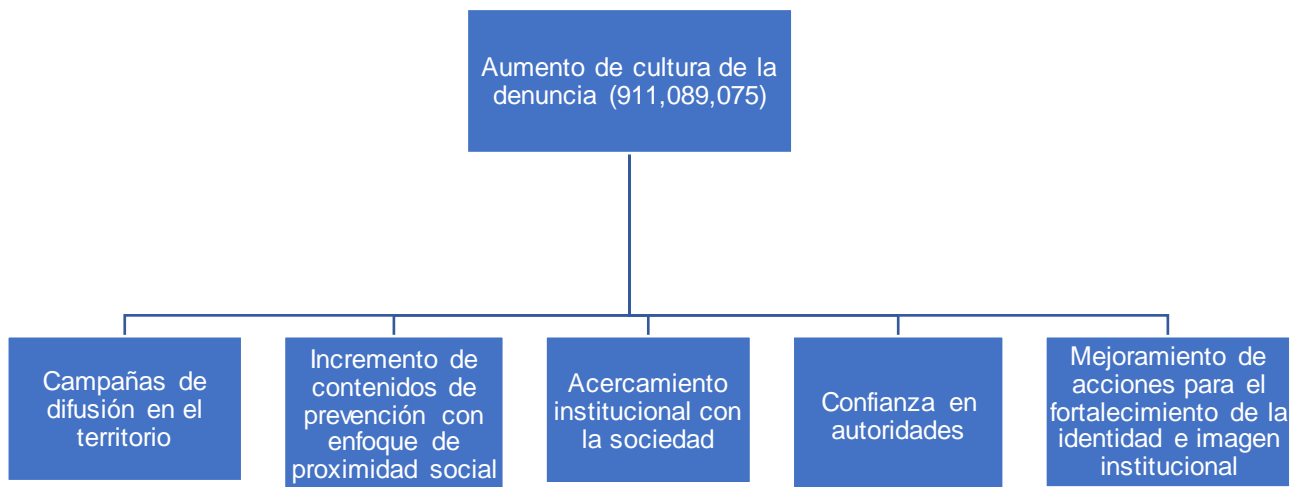 Aumento de cultura de la
denuncia (911,089,075)
Campañas de
difusión en el
territorio
Incremento de
contenidos de
prevención con
enfoque de
proximidad social
Acercamiento
institucional con
la sociedad
Confianza en
autoridades
Mejoramiento de
acciones para el
fortalecimiento de la
identidad e imagen
institucional